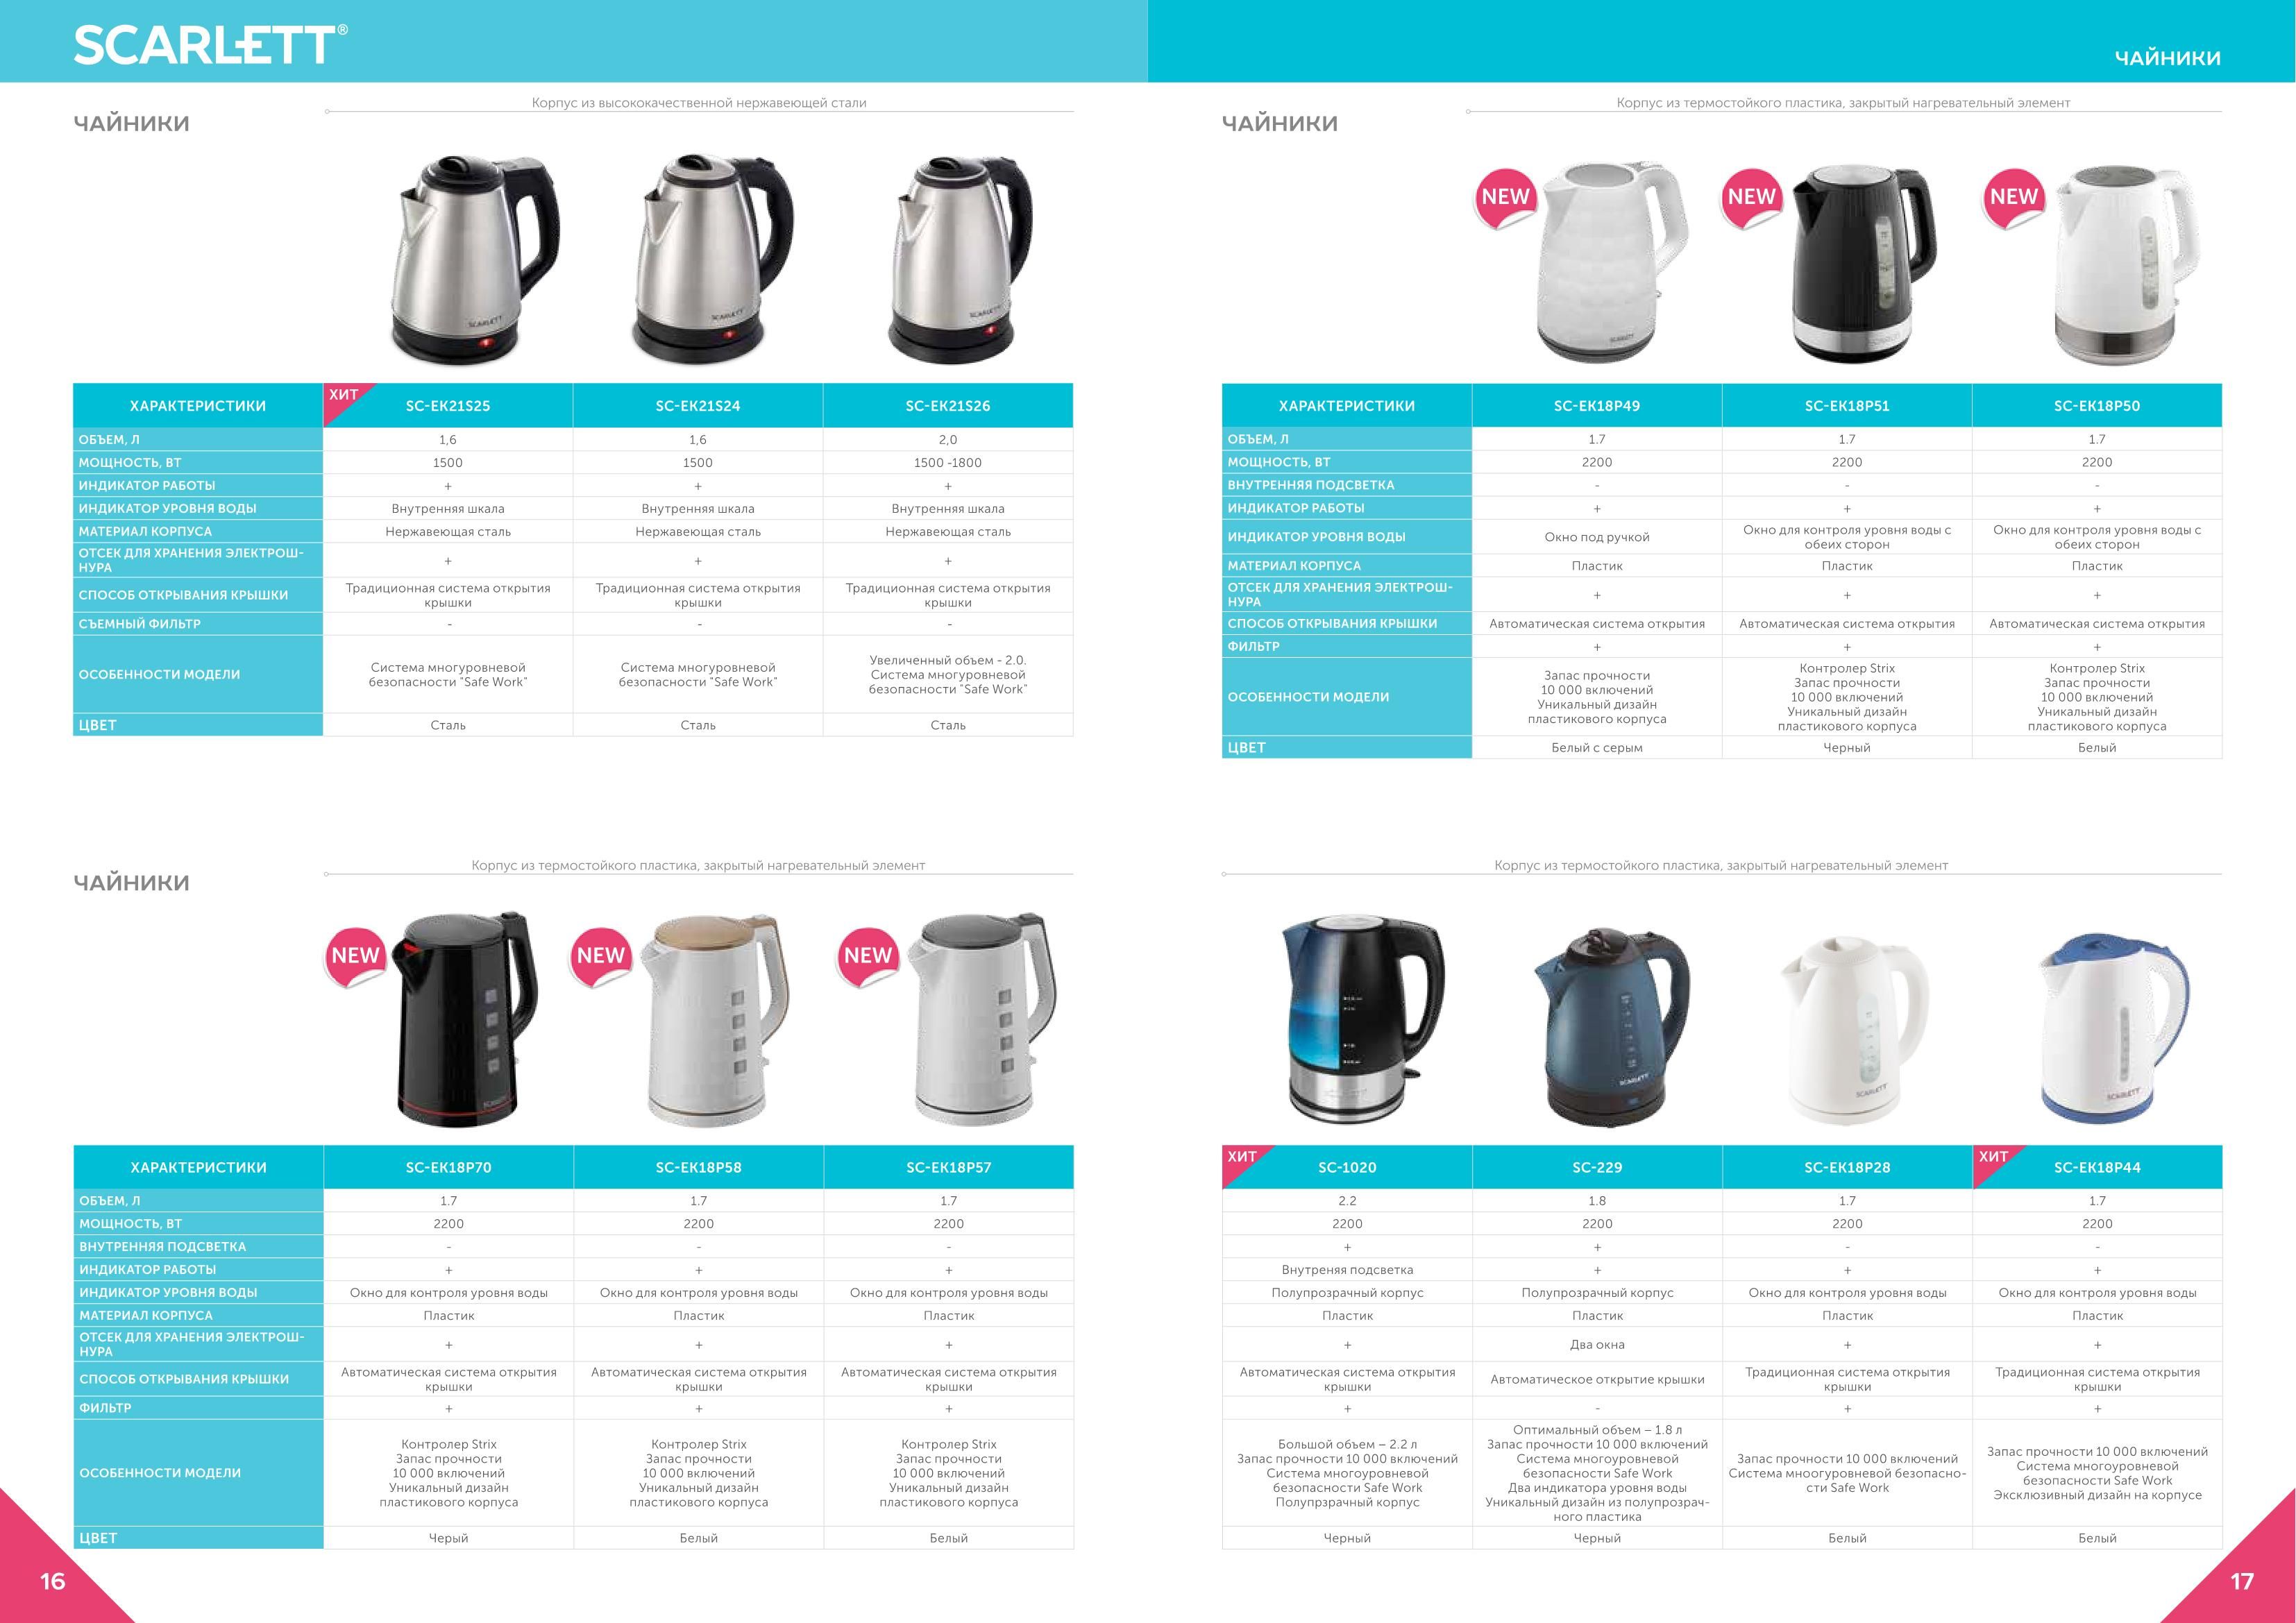 SCARLETT®
ЧАЙНИКИ
ЧАЙНИКИ
Корпус из высококачественной нержавеющей стали
SCARLETT
SCARLETT
SCARLETT
ХАРАКТЕРИСТИКИ ХИТ SC-EK21S25 SC-EK21S24 SC-EK21S26
ОБЪЕМ, Л 1,6 1,6 2,0
МОЩНОСТЬ, ВТ 1500 1500 1500 -1800
ИНДИКАТОР РАБОТЫ + + +
ИНДИКАТОР УРОВНЯ ВОДЫ Внутренняя шкала Внутренняя шкала Внутренняя шкала
МАТЕРИАЛ КОРПУСА Нержавеющая сталь Нержавеющая сталь Нержавеющая сталь
ОТСЕК ДЛЯ ХРАНЕНИЯ ЭЛЕКТРОШ-
НУРА + + +
СПОСОБ ОТКРЫВАНИЯ КРЫШКИ
Традиционная система открытия
крышки
Традиционная система открытия
крышки
Традиционная система открытия
крышки
СЪЕМНЫЙ ФИЛЬТР - - -
ОСОБЕННОСТИ МОДЕЛИ
Система многуровневой
безопасности "Safe Work"
Система многуровневой
безопасности "Safe Work"
Увеличенный объем - 2.0.
Система многуровневой
безопасности "Safe Work"
ЦВЕТ Сталь Сталь Сталь
ЧАЙНИКИ
Корпус из термостойкого пластика, закрытый нагревательный элемент
NEW
NEW
NEW
SCARLETT
ХАРАКТЕРИСТИКИ SC-EK18P49 SC-EK18P51 SC-EK18P50
ОБЪЕМ, Л 1.7 1.7 1.7
МОЩНОСТЬ, ВТ 2200 2200 2200
ВНУТРЕННЯЯ ПОДСВЕТКА - - -
ИНДИКАТОР РАБОТЫ + + +
ИНДИКАТОР УРОВНЯ ВОДЫ
Окно под ручкой
Окно для контроля уровня воды с
обеих сторон
Окно для контроля уровня воды с
обеих сторон
МАТЕРИАЛ КОРПУСА Пластик Пластик Пластик
ОТСЕК ДЛЯ ХРАНЕНИЯ ЭЛЕКТРОШ-
НУРА + + +
СПОСОБ ОТКРЫВАНИЯ КРЫШКИ Автоматическая система открытия Автоматическая система открытия Автоматическая система открытия
ФИЛЬТР + + +
ОСОБЕННОСТИ МОДЕЛИ
Запас прочности
10 000 включений
Уникальный дизайн
пластикового корпуса
Контролер Strix
Запас прочности
10 000 включений
Уникальный дизайн
пластикового корпуса
Контролер Strix
Запас прочности
10 000 включений
Уникальный дизайн
пластикового корпуса
ЦВЕТ Белый с серым Черный Белый
ЧАЙНИКИ
Корпус из термостойкого пластика, закрытый нагревательный элемент
NEW
NEW
NEW
ХАРАКТЕРИСТИКИ SC-EK18P70 SC-EK18P58 SC-EK18P57
ОБЪЕМ, Л 1.7 1.7 1.7
МОЩНОСТЬ, ВТ 2200 2200 2200
ВНУТРЕННЯЯ ПОДСВЕТКА - - -
ИНДИКАТОР РАБОТЫ + + +
ИНДИКАТОР УРОВНЯ ВОДЫ Окно для контроля уровня воды Окно для контроля уровня воды Окно для контроля уровня воды
МАТЕРИАЛ КОРПУСА Пластик Пластик Пластик
ОТСЕК ДЛЯ ХРАНЕНИЯ ЭЛЕКТРОШ-
НУРА + + +
СПОСОБ ОТКРЫВАНИЯ КРЫШКИ
Автоматическая система открытия
крышки
Автоматическая система открытия
крышки
Автоматическая система открытия
крышки
ФИЛЬТР + + +
ОСОБЕННОСТИ МОДЕЛИ
Контролер Strix
Запас прочности
10 000 включений
Уникальный дизайн
пластикового корпуса
Контролер Strix
Запас прочности
10 000 включений
Уникальный дизайн
пластикового корпуса
Контролер Strix
Запас прочности
10 000 включений
Уникальный дизайн
пластикового корпуса
ЦВЕТ Черый Белый Белый
16
Корпус из термостойкого пластика, закрытый нагревательный элемент
SCARLETT
SCARLETT
SCARLETT
ХИТ SC-1020 SC-229 SC-EK18P28 ХИТ SC-EK18P44
2.2 1.8 1.7 1.7
2200 2200 2200 2200
+ + - -
Внутреняя подсветка + + +
Полупрозрачный корпус Полупрозрачный корпус Окно для контроля уровня воды Окно для контроля уровня воды
Пластик Пластик Пластик Пластик
+ Два окна + +
Автоматическая система открытия
крышки
Автоматическое открытие крышки
Традиционная система открытия
крышки
Традиционная система открытия
крышки
+ - + +
Большой объем – 2.2 л
Запас прочности 10 000 включений
Система многоуровневой
безопасности Safe Work
Полупрзрачный корпус
Оптимальный объем – 1.8 л
Запас прочности 10 000 включений
Система многоуровневой
безопасности Safe Work
Два индикатора уровня воды
Уникальный дизайн из полупрозрач-
ного пластика
Запас прочности 10 000 включений
Система мноогуровневой безопасно-
сти Safe Work
Запас прочности 10 000 включений
Система многоуровневой
безопасности Safe Work
Эксклюзивный дизайн на корпусе
Черный Черный Белый Белый
17